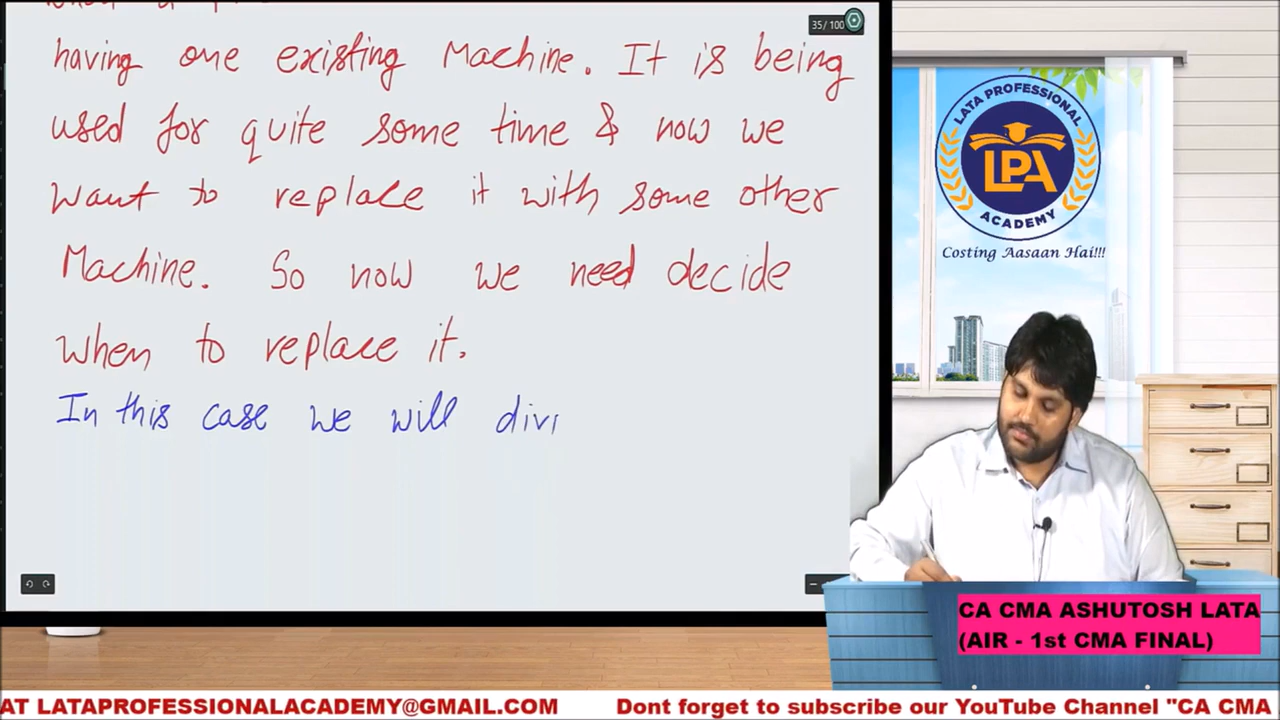 35/100
having one existing Machine. It is being
used for quite some time & now we
want to replace it with some other
Machine. So now we need decide
when to replace it.
In this case we will divi
LATA PROFESSIONAL
LPA
ACADEMY
Costing Aasaan Hai!!!
CA CMA ASHUTOSH LATA
(AIR - 1st CMA FINAL)
AT LATAPROFESSIONALACADEMY@GMAIL.COM Dont forget to subscribe our YouTube Channel "CA CMA